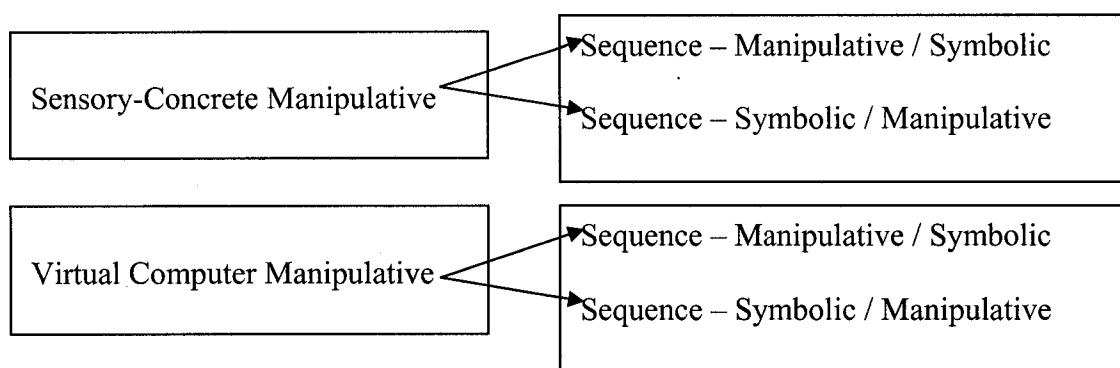 Sensory-Concrete Manipulative
Sequence – Manipulative / Symbolic
Sequence – Symbolic / Manipulative
Virtual Computer Manipulative
Sequence – Manipulative / Symbolic
Sequence – Symbolic / Manipulative